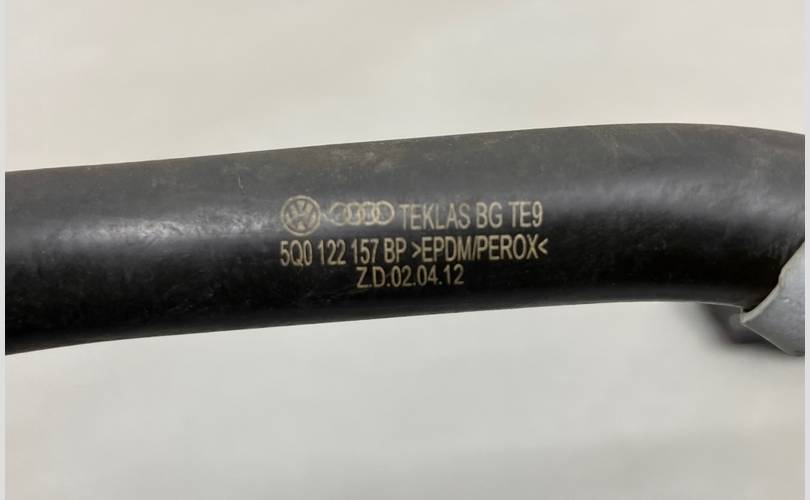 TEKLAS BG TE9
5Q0 122 157 BP >EPDM/PEROX<
Z.D.02.04.12